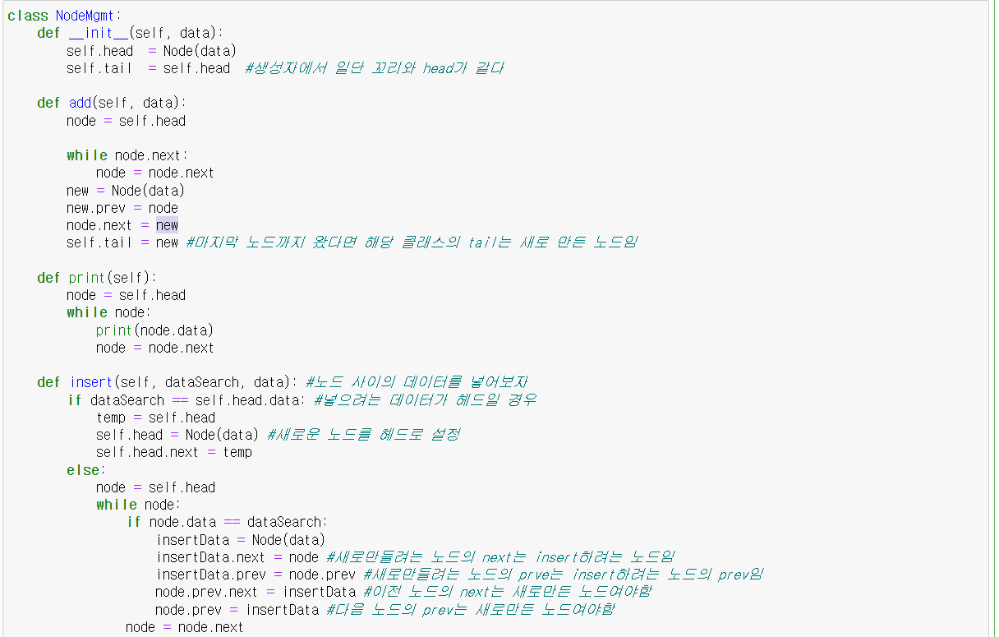 class NodeMgmt:
    def __init__(self, data):
        self.head  = Node(data)
        self.tail  = self.head  #생성자에서 일단 꼬리와 head가 같다
    def add(self, data):
        node = self.head
        while node.next:
            node = node.next
        new = Node(data)
        new.prev = node
        node.next = new
        self.tail = new #마지막 노드까지 왔다면 해당 클래스의 tail는 새로 만든 노드임
    def print(self):
        node = self.head
        while node:
            print(node.data)
            node = node.next
    def insert(self, dataSearch, data): #노드 사이의 데이터를 넣어보자
        if dataSearch == self.head.data: #넣으려는 데이터가 헤드일 경우
            temp = self.head
            self.head = Node(data) #새로운 노드를 헤드로 설정
            self.head.next = temp
        else:
            node = self.head
            while node:
                if node.data == dataSearch:
                    insertData = Node(data)
                    insertData.next = node #새로만들려는 노드의 next는 insert하려는 노드임
                    insertData.prev = node.prev #새로만들려는 노드의 prve는 insert하려는 노드의 prev임
                    node.prev.next = insertData #이전 노드의 next는 새로만든 노드여야함
                    node.prev = insertData #다음 노드의 prev는 새로만든 노드여야함
                node = node.next